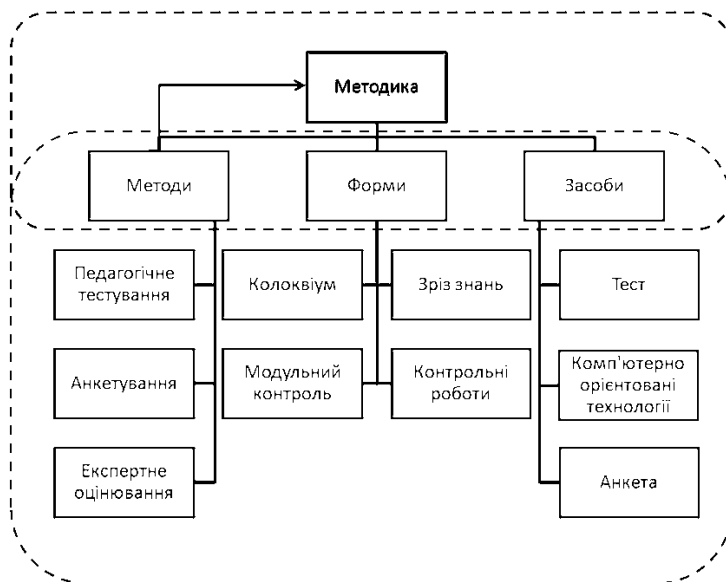 Методика
Методи
Форми
Засоби
Педагогічне
тестування
Колоквіум
Зріз знань
Тест
Анкетування
Модульний
контроль
Контрольні
роботи
Комп'ютерно
орієнтовані
технології
Експертне
оцінювання
Анкета